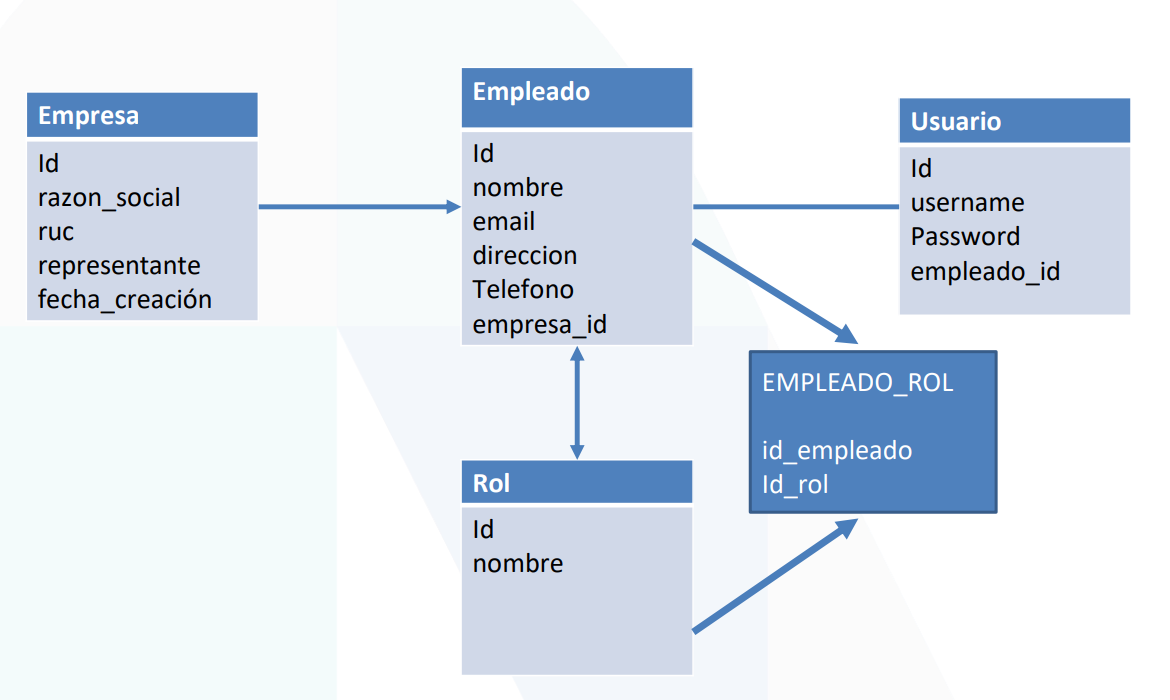 Empresa
Id
razon_social
ruc
representante
fecha_creación
Empleado
Id
nombre
email
direccion
Telefono
empresa_id
Usuario
Id
username
Password
empleado_id
EMPLEADO_ROL
id_empleado
Id_rol
Rol
Id
nombre